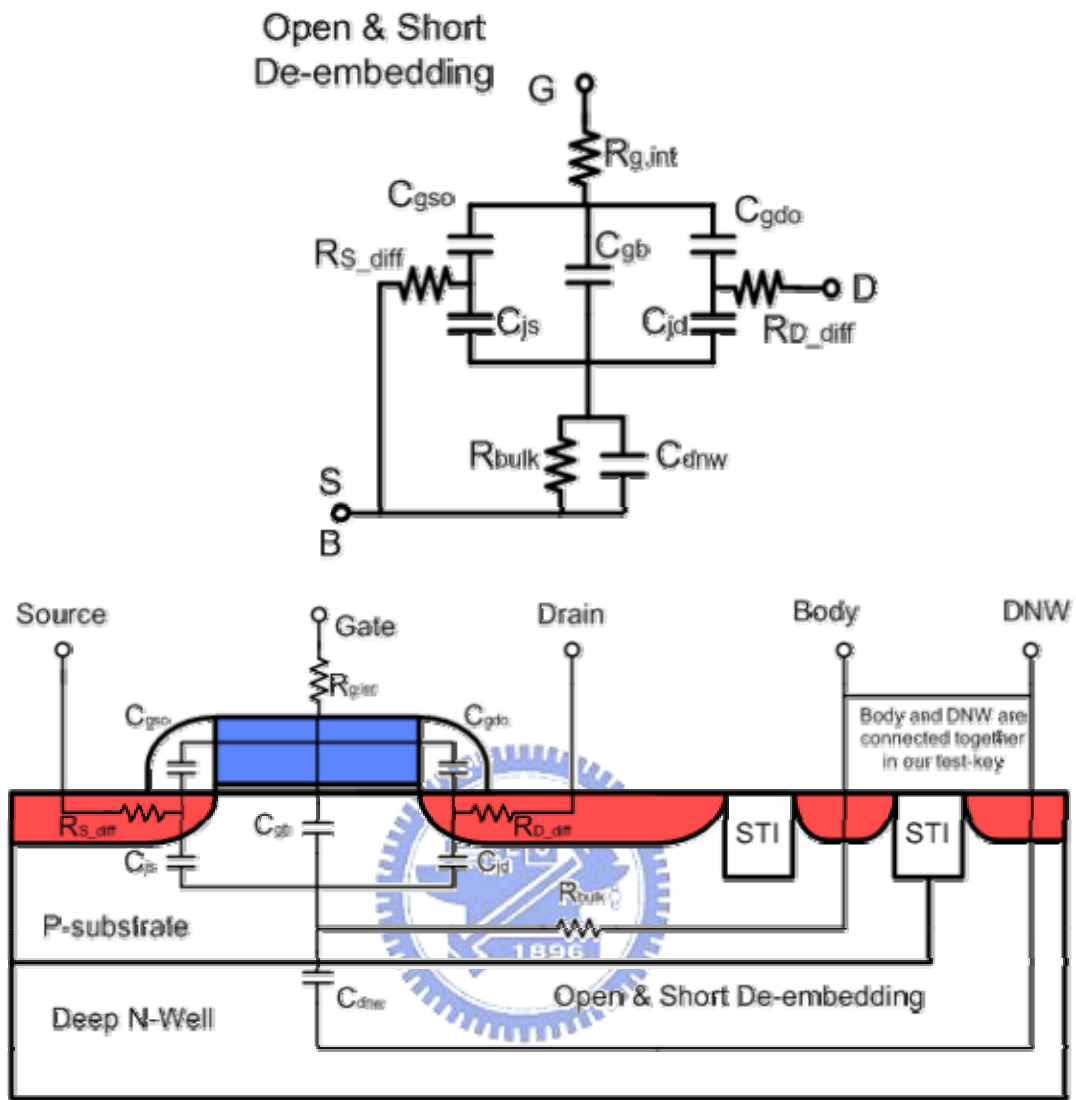 Open & Short
De-embedding
G
Rg,int
Cgso
Cgdo
Cgb
RS_diff
D
Cjs
Cjd
RD_diff
Rbulk
Cdnw
S
B
Source
Gate
Drain
Body
DNW
Rg,int
Cgso
Cgdo
Body and DNW are
connected together
in our test-key
RS_diff
Cgb
RD_diff
STI
STI
Cjs
Cjd
Rbulk
P-substrate
1896
Cdnw
Open & Short De-embedding
Deep N-Well